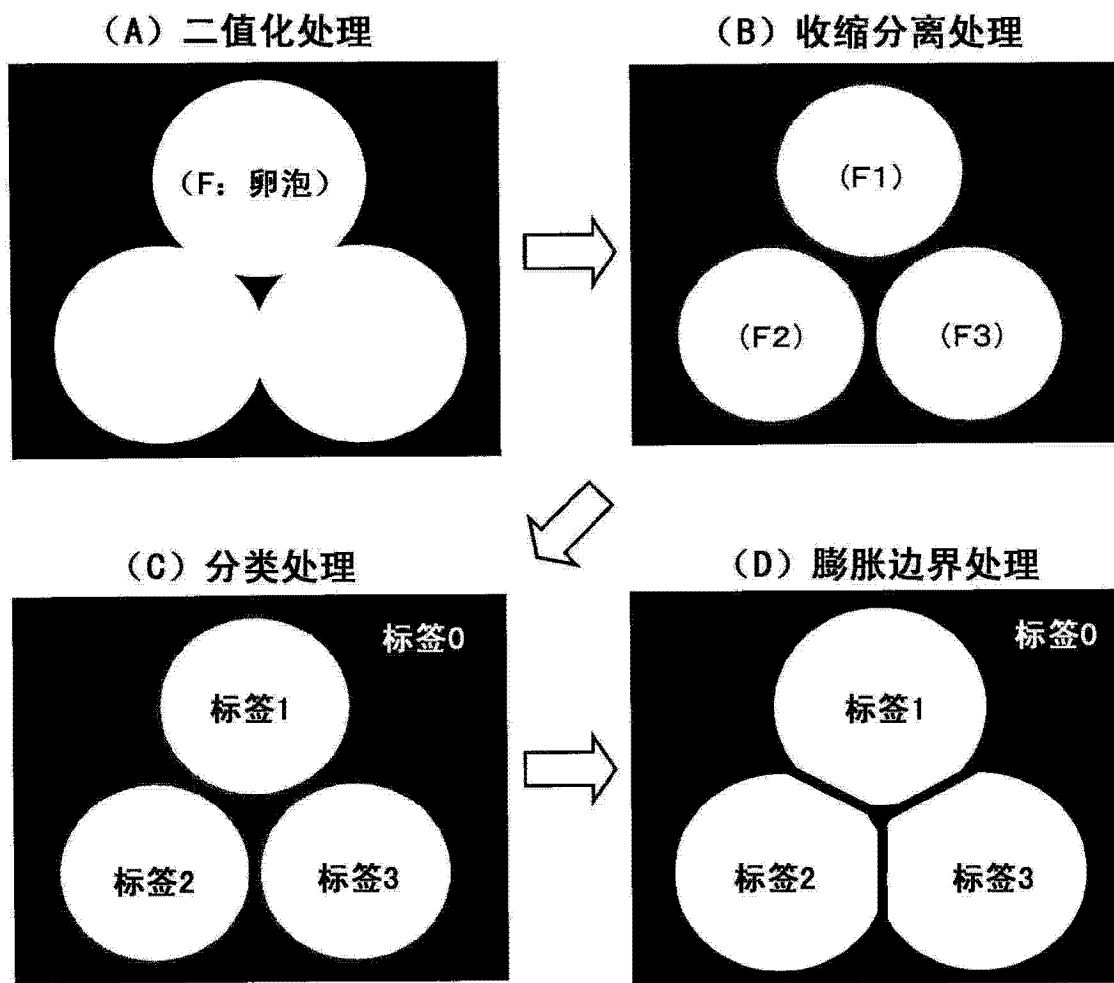 （A）二值化处理
（B）收缩分离处理
（F：卵泡）
（F1）
（F2）
（F3）
（C）分类处理
（D）膨胀边界处理
标签0
标签1
标签2
标签3
标签0
标签1
标签2
标签3